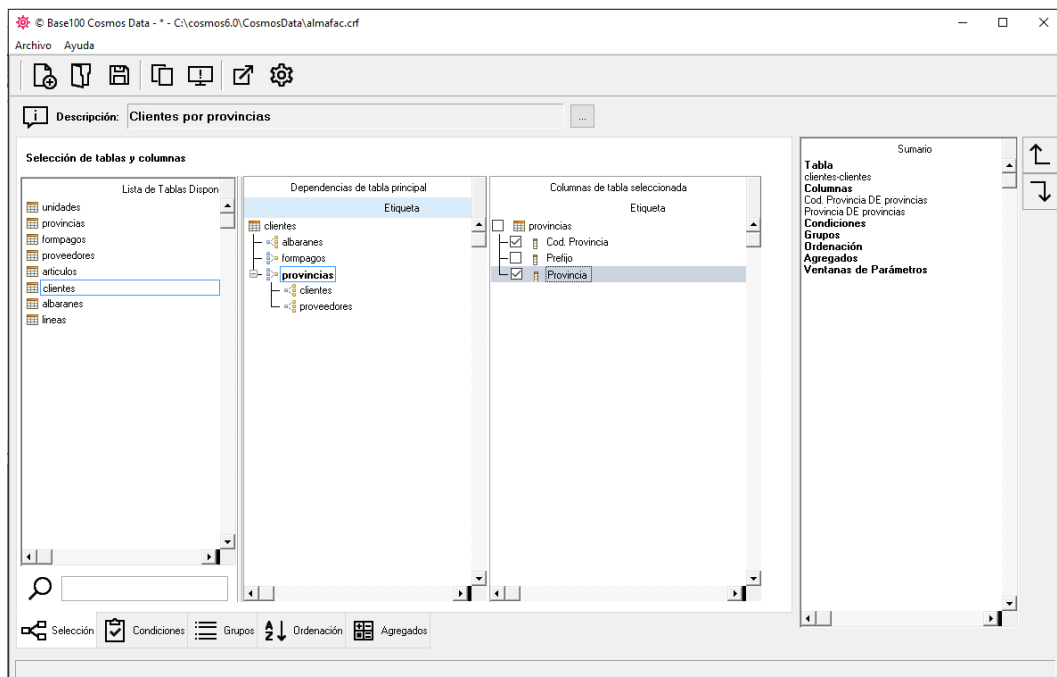 © Base100 Cosmos Data - * - C:\cosmos6.0\CosmosData\almafac.crf
Archivo Ayuda
Descripción: Clientes por provincias ...
Selección de tablas y columnas
Lista de Tablas Dispon
unidades
provincias
formpagos
proveedores
articulos
clientes
albaranes
lineas
Dependencias de tabla principal
Etiqueta
clientes
albaranes
formpagos
provincias
clientes
proveedores
Columnas de tabla seleccionada
Etiqueta
provincias
Cod. Provincia
Prefijo
Provincia
Sumario
Tabla
clientes-clientes
Columnas
Cod. Provincia DE provincias
Provincia DE provincias
Condiciones
Grupos
Ordenación
Agregados
Ventanas de Parámetros
Selección Condiciones Grupos Ordenación Agregados